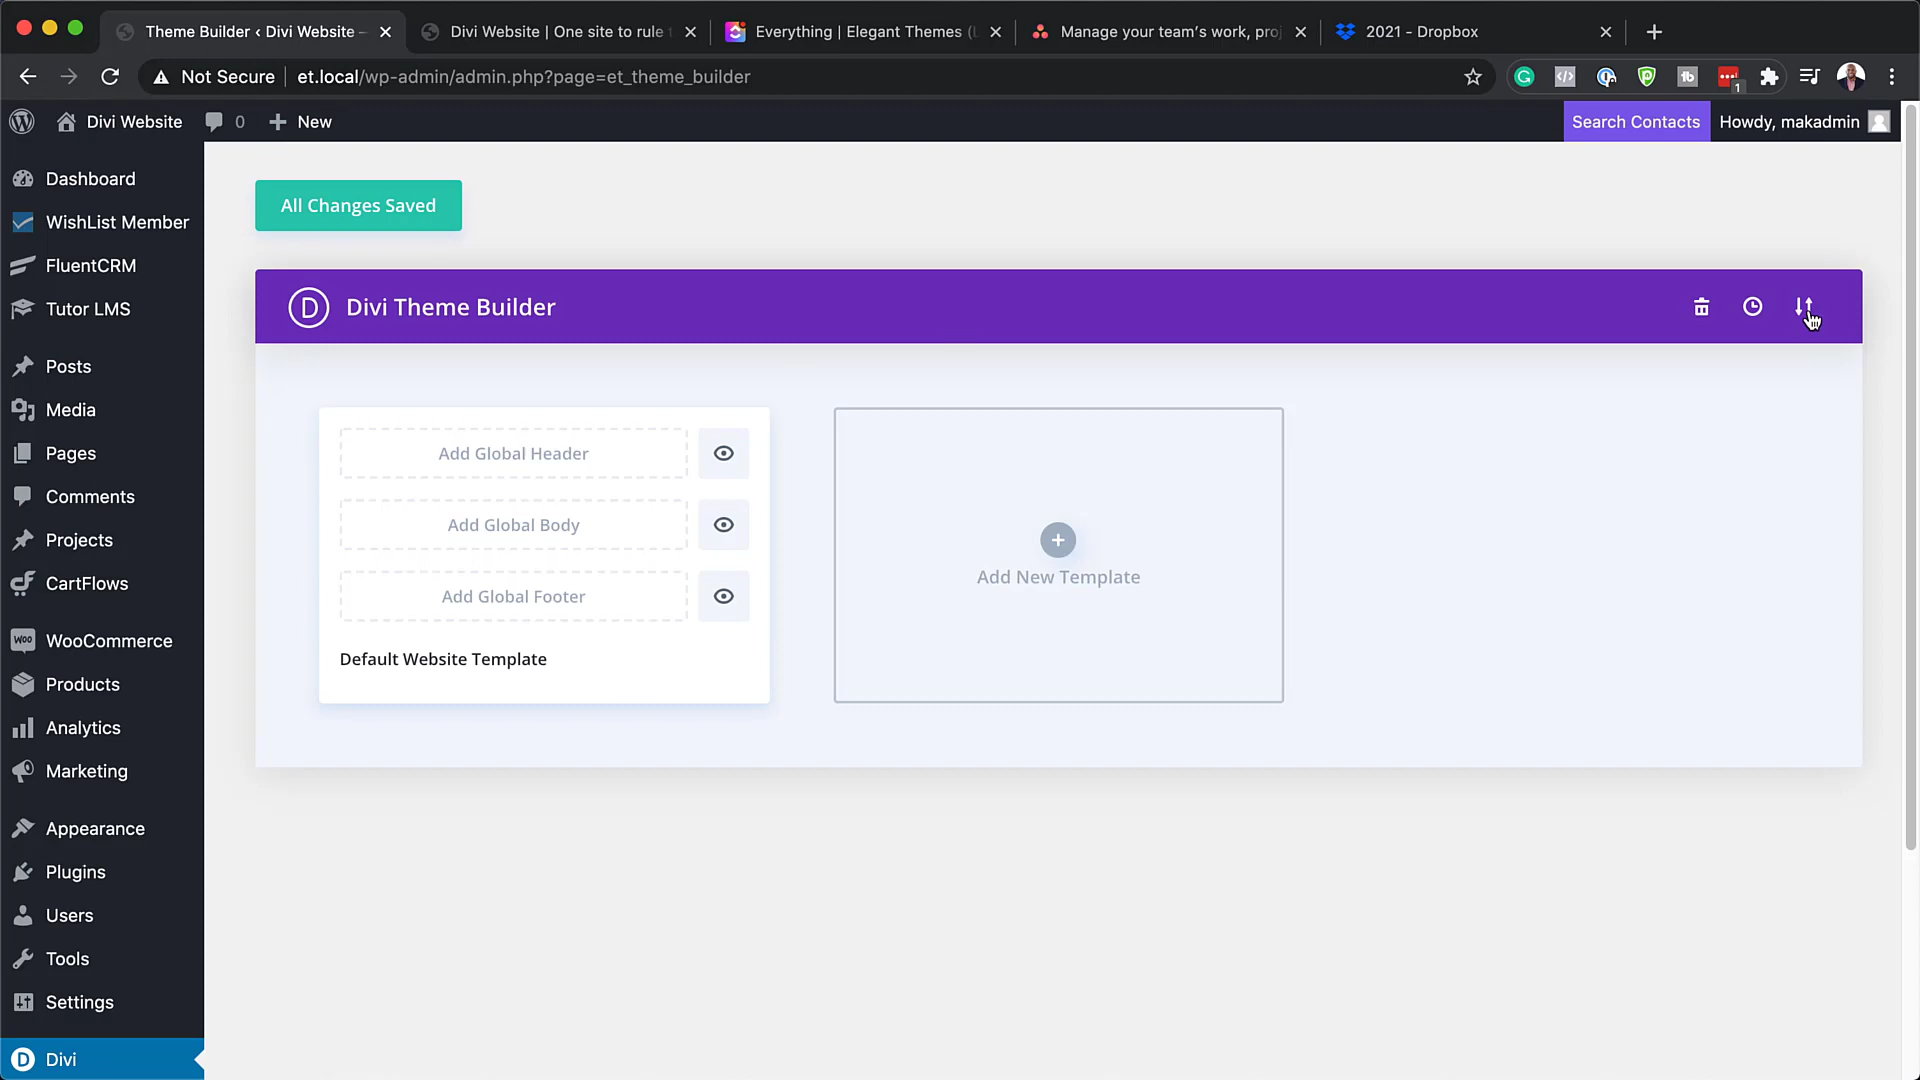 Theme Builder ‹ Divi Website –
Divi Website | One site to rule
Everything | Elegant Themes (
Manage your team's work, proj
2021 - Dropbox
Not Secure
et.local/wp-admin/admin.php?page=et_theme_builder
1
Divi Website
0
New
Search Contacts
Howdy, makadmin
Dashboard
WishList Member
FluentCRM
Tutor LMS
Posts
Media
Pages
Comments
Projects
CartFlows
WooCommerce
Products
Analytics
Marketing
Appearance
Plugins
Users
Tools
Settings
Divi
All Changes Saved
Divi Theme Builder
Add Global Header
Add Global Body
Add Global Footer
Default Website Template
Add New Template